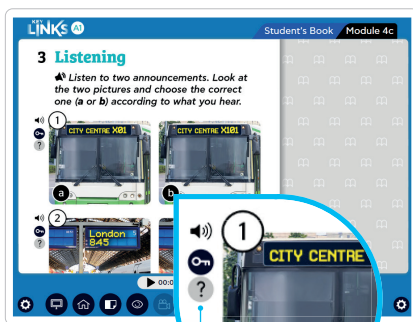 KEY
LINKS A1
Student's Book Module 4c
3 Listening
Listen to two announcements. Look at
the two pictures and choose the correct
one (a or b) according to what you hear.
1
CITY CENTRE X01
CITY CENTRE X101
?
a
b
2
London
845
?
00:0
1
CITY CENTRE
?